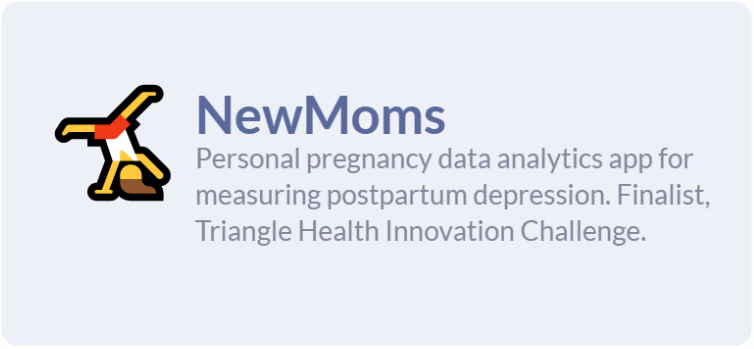 NewMoms
Personal pregnancy data analytics app for
measuring postpartum depression. Finalist,
Triangle Health Innovation Challenge.